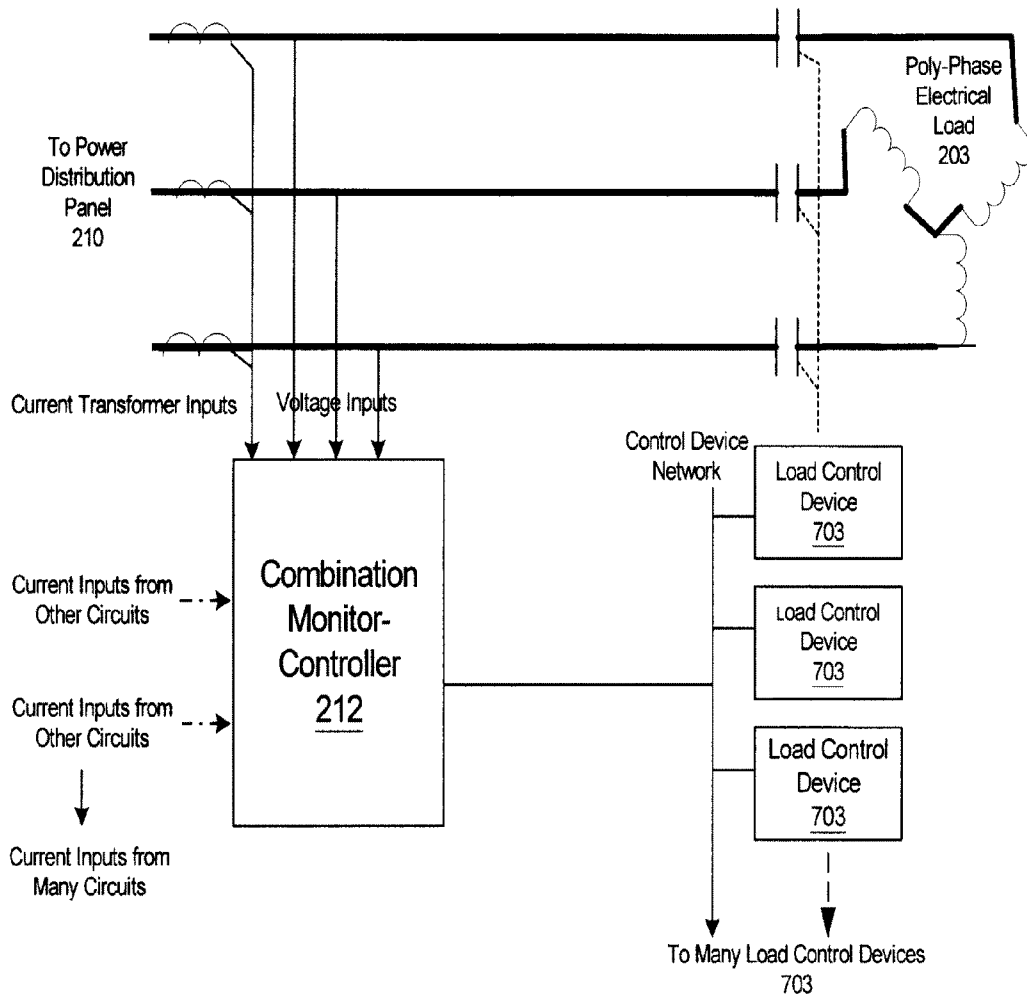 Poly-Phase
Electrical
Load
203
To Power
Distribution
Panel
210
Current Transformer Inputs
Voltage Inputs
Control Device
Network
Load Control
Device
703
Combination
Monitor-
Controller
212
Current Inputs from
Other Circuits
Load Control
Device
703
Current Inputs from
Other Circuits
Load Control
Device
703
Current Inputs from
Many Circuits
To Many Load Control Devices
703